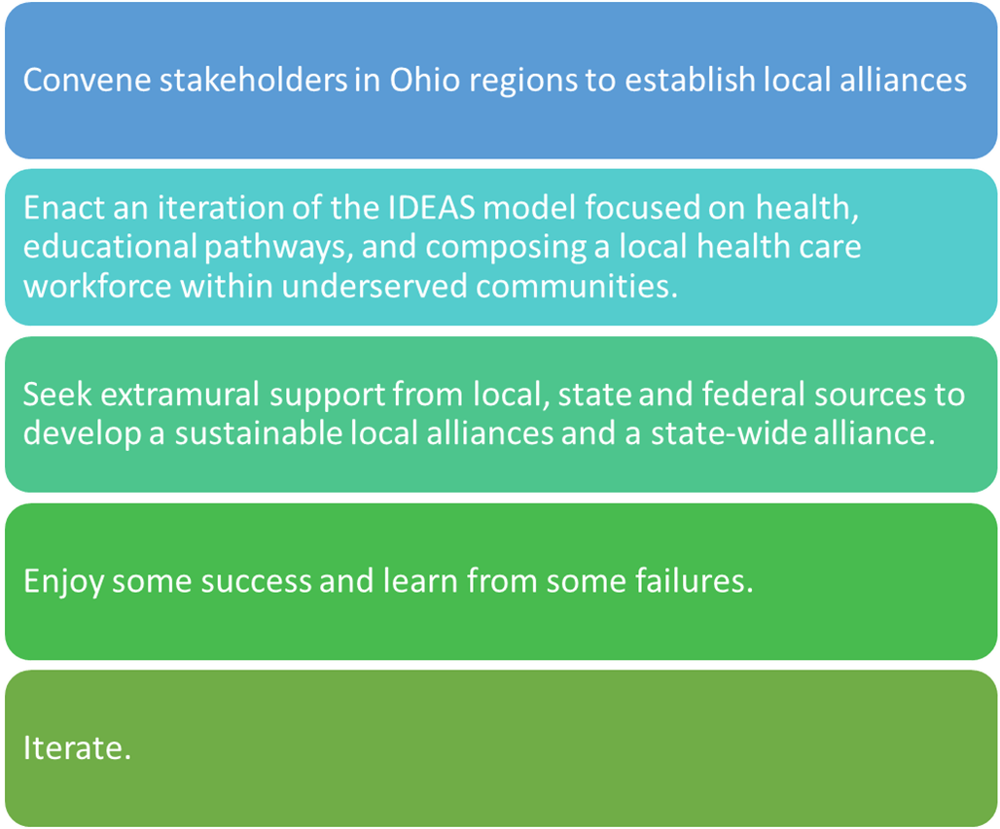 Convene stakeholders in Ohio regions to establish local alliances
Enact an iteration of the IDEAS model focused on health,
educational pathways, and composing a local health care
workforce within underserved communities.
Seek extramural support from local, state and federal sources to
develop a sustainable local alliances and a state-wide alliance.
Enjoy some success and learn from some failures.
Iterate.